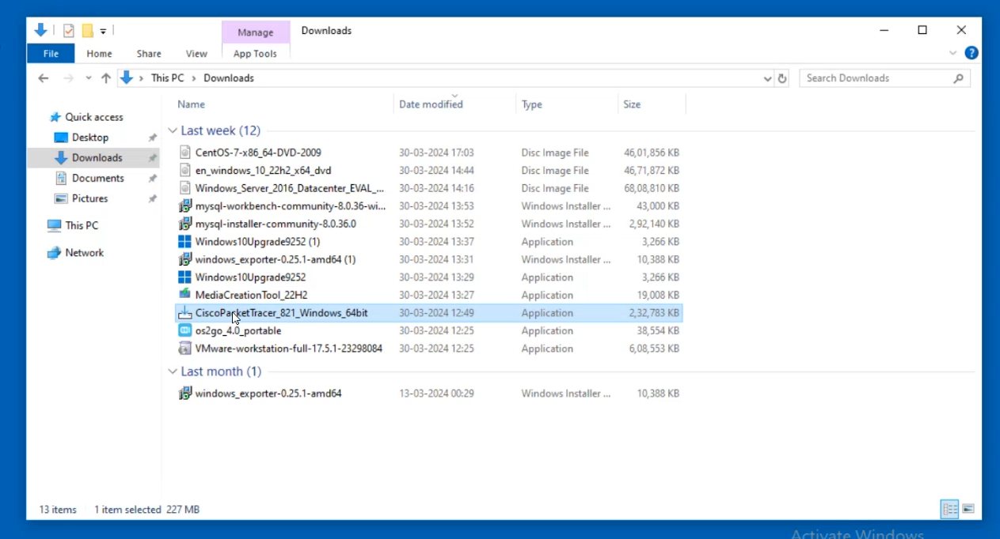 Manage Downloads
File Home Share View App Tools
This PC > Downloads Search Downloads
Name Date modified Type Size
Quick access
Desktop
Downloads
Documents
Pictures
This PC
Network
Last week (12)
CentOS-7-x86_64-DVD-2009 30-03-2024 17:03 Disc Image File 46,01,856 KB
en_windows_10_22h2_x64_dvd 30-03-2024 14:44 Disc Image File 46,71,872 KB
Windows_Server_2016_Datacenter_EVAL_... 30-03-2024 14:16 Disc Image File 68,08,810 KB
mysql-workbench-community-8.0.36-wi... 30-03-2024 13:53 Windows Installer ... 43,000 KB
mysql-installer-community-8.0.36.0 30-03-2024 13:52 Windows Installer ... 2,92,140 KB
Windows10Upgrade9252 (1) 30-03-2024 13:37 Application 3,266 KB
windows_exporter-0.25.1-amd64 (1) 30-03-2024 13:31 Windows Installer ... 10,388 KB
Windows10Upgrade9252 30-03-2024 13:29 Application 3,266 KB
MediaCreationTool_22H2 30-03-2024 13:27 Application 19,008 KB
CiscoPacketTracer_821_Windows_64bit 30-03-2024 12:49 Application 2,32,783 KB
os2go_4.0_portable 30-03-2024 12:25 Application 38,554 KB
VMware-workstation-full-17.5.1-23298084 30-03-2024 12:25 Application 6,08,553 KB
Last month (1)
windows_exporter-0.25.1-amd64 13-03-2024 00:29 Windows Installer ... 10,388 KB
13 items 1 item selected 227 MB
Activate Windows